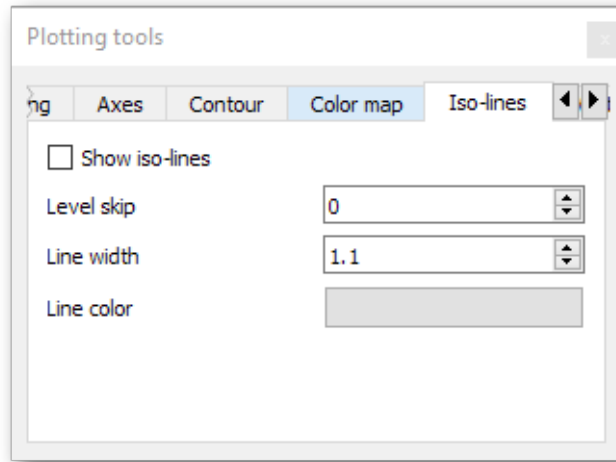 Plotting tools
ng Axes Contour Color map Iso-lines
Show iso-lines
Level skip 0
Line width 1.1
Line color